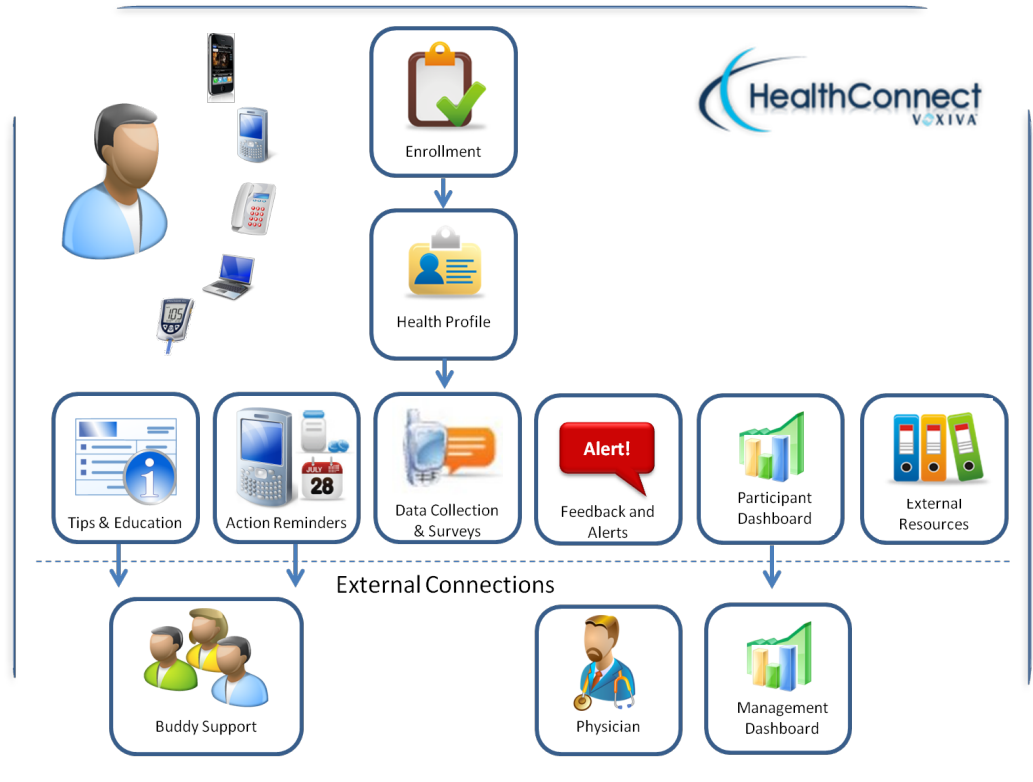 HealthConnect
VOXIVA
Enrollment
Health Profile
105
Tips & Education
JULY
28
Action Reminders
Data Collection
& Surveys
Alert!
Feedback and
Alerts
Participant
Dashboard
External
Resources
External Connections
Buddy Support
Physician
Management
Dashboard